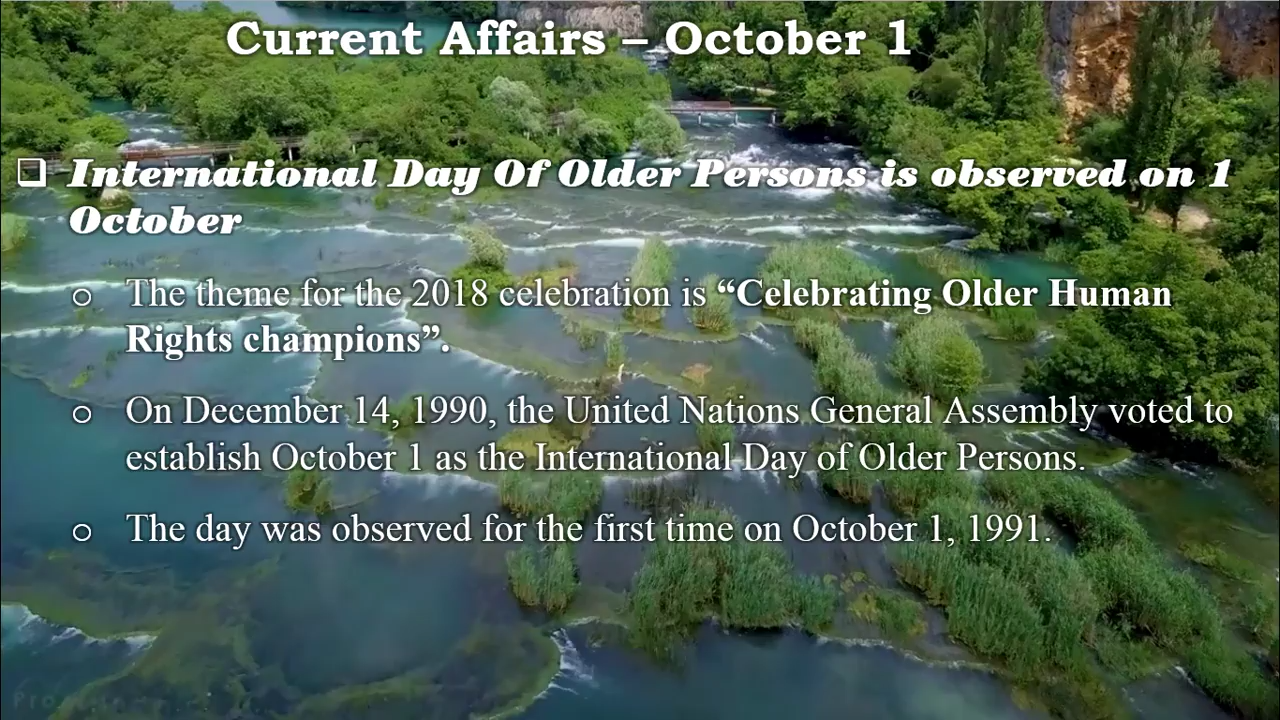 Current Affairs – October 1
❑ International Day Of Older Persons is observed on 1
October
o The theme for the 2018 celebration is “Celebrating Older Human
Rights champions”.
o On December 14, 1990, the United Nations General Assembly voted to
establish October 1 as the International Day of Older Persons.
o The day was observed for the first time on October 1, 1991.